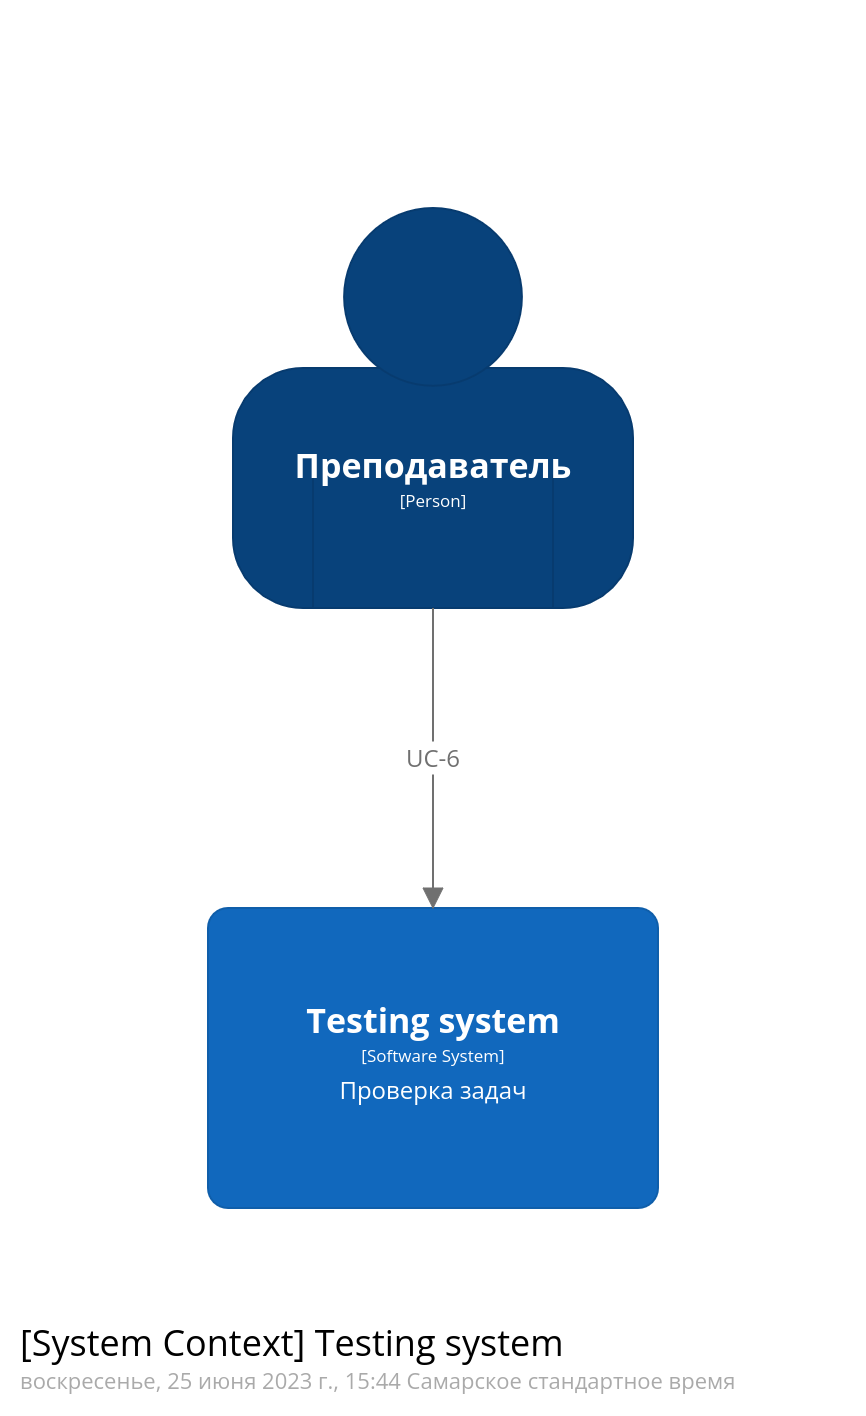 Преподаватель
[Person]
UC-6
Testing system
[Software System]
Проверка задач
[System Context] Testing system
воскресенье, 25 июня 2023 г., 15:44 Самарское стандартное время